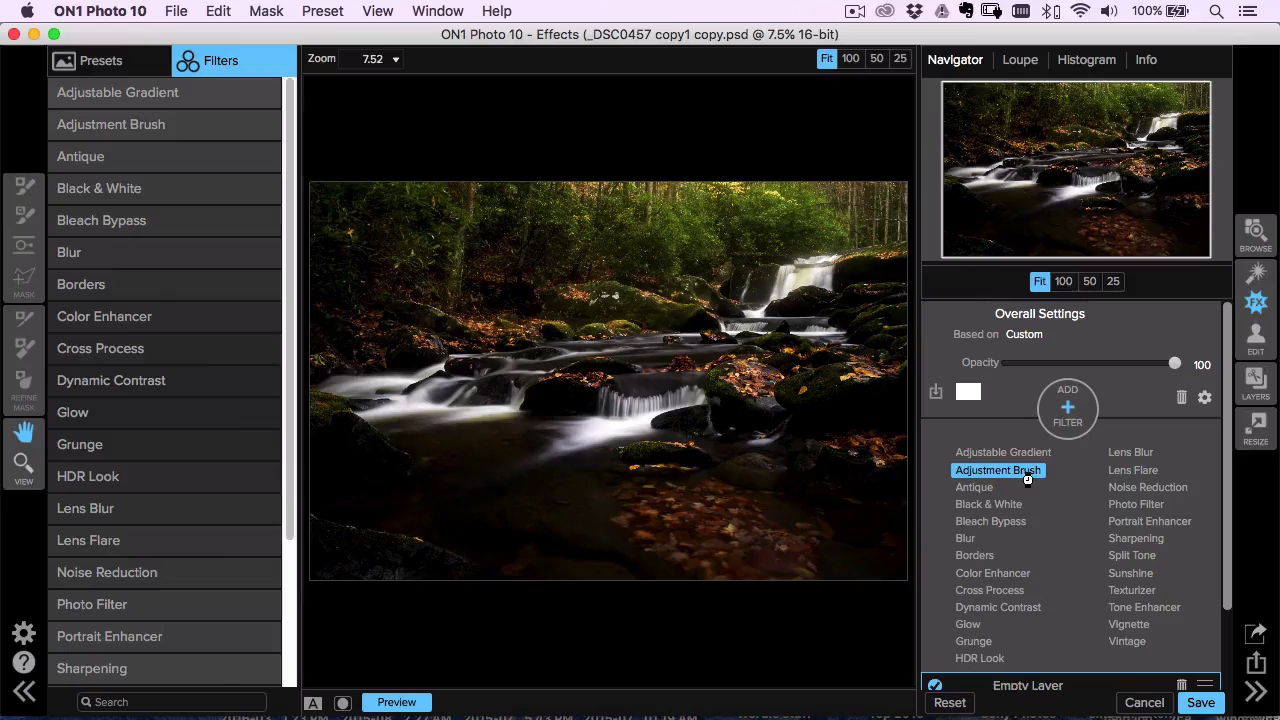 ON1 Photo 10 File Edit Mask Preset View Window Help 100%
ON1 Photo 10 - Effects (_DSC0457 copy1 copy.psd @ 7.5% 16-bit)
Presets Filters
Zoom 7.52 Fit 100 50 25
Navigator Loupe Histogram Info
Adjustable Gradient
Adjustment Brush
Antique
Black & White
Bleach Bypass
Blur
Borders
Color Enhancer
Cross Process
Dynamic Contrast
Glow
Grunge
HDR Look
Lens Blur
Lens Flare
Noise Reduction
Photo Filter
Portrait Enhancer
Sharpening
Search
MASK
REFINE
MASK
VIEW
A Preview
Fit 100 50 25
Overall Settings
Based on Custom
Opacity 100
ADD
FILTER
Adjustable Gradient Lens Blur
Adjustment Brush Lens Flare
Antique Noise Reduction
Black & White Photo Filter
Bleach Bypass Portrait Enhancer
Blur Sharpening
Borders Split Tone
Color Enhancer Sunshine
Cross Process Texturizer
Dynamic Contrast Tone Enhancer
Glow Vignette
Grunge Vintage
HDR Look
Empty Layer
Reset Cancel Save
BROWSE
FX
EDIT
LAYERS
RESIZE